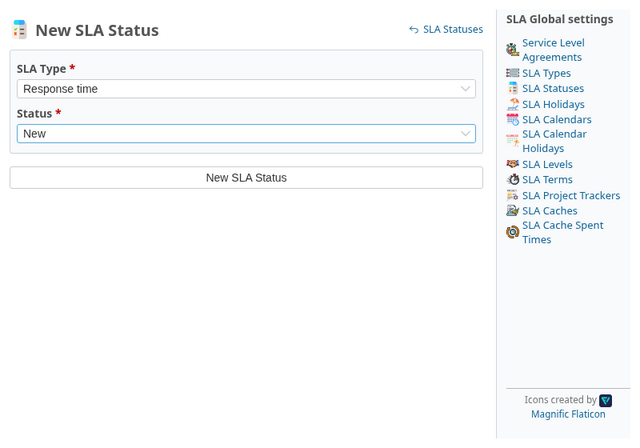 New SLA Status
SLA Statuses
SLA Type *
Response time
Status *
New
New SLA Status
SLA Global settings
Service Level
Agreements
SLA Types
SLA Statuses
SLA Holidays
SLA Calendars
SLA Calendar
Holidays
SLA Levels
SLA Terms
SLA Project Trackers
SLA Caches
SLA Cache Spent
Times
Icons created by
Magnific Flaticon